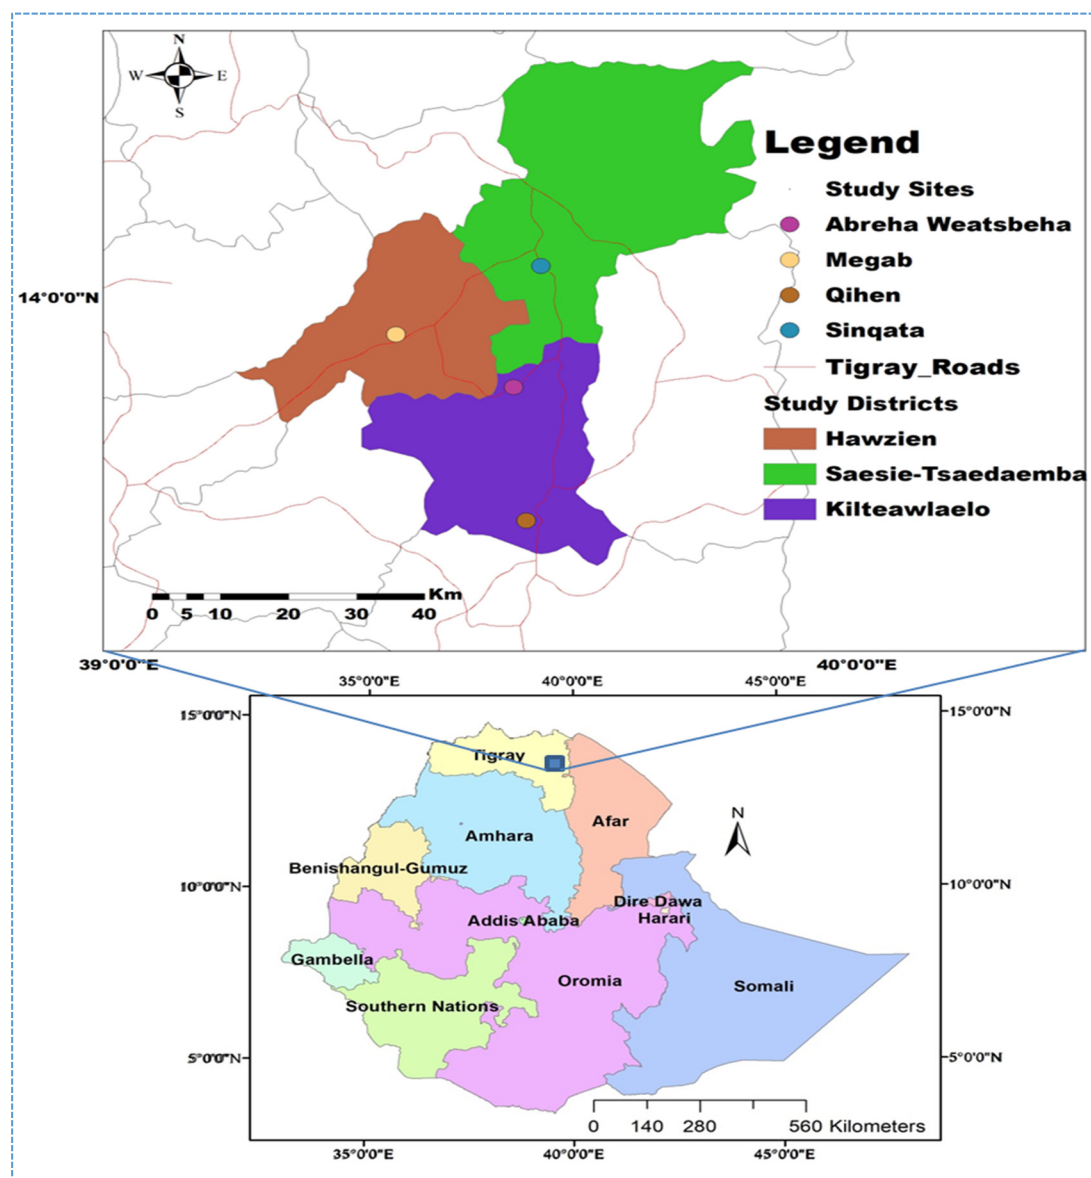 N
W E
S
Legend
Study Sites
Abreha Weatsbeha
Megab
Qihen
Sinqata
Tigray_Roads
Study Districts
Hawzien
Saesie-Tsaedaemba
Kilteawlaelo
14°0'0"N
Km
0 5 10 20 30 40
39°0'0"E 40°0'0"E
35°0'0"E 40°0'0"E 45°0'0"E
15°0'0"N 15°0'0"N
Tigray
N
Afar
Amhara
Benishangul-Gumuz
10°0'0"N 10°0'0"N
Dire Dawa
Harari
Addis Ababa
Gambella
Oromia
Somali
Southern Nations
5°0'0"N 5°0'0"N
0 140 280 560 Kilometers
35°0'0"E 40°0'0"E 45°0'0"E